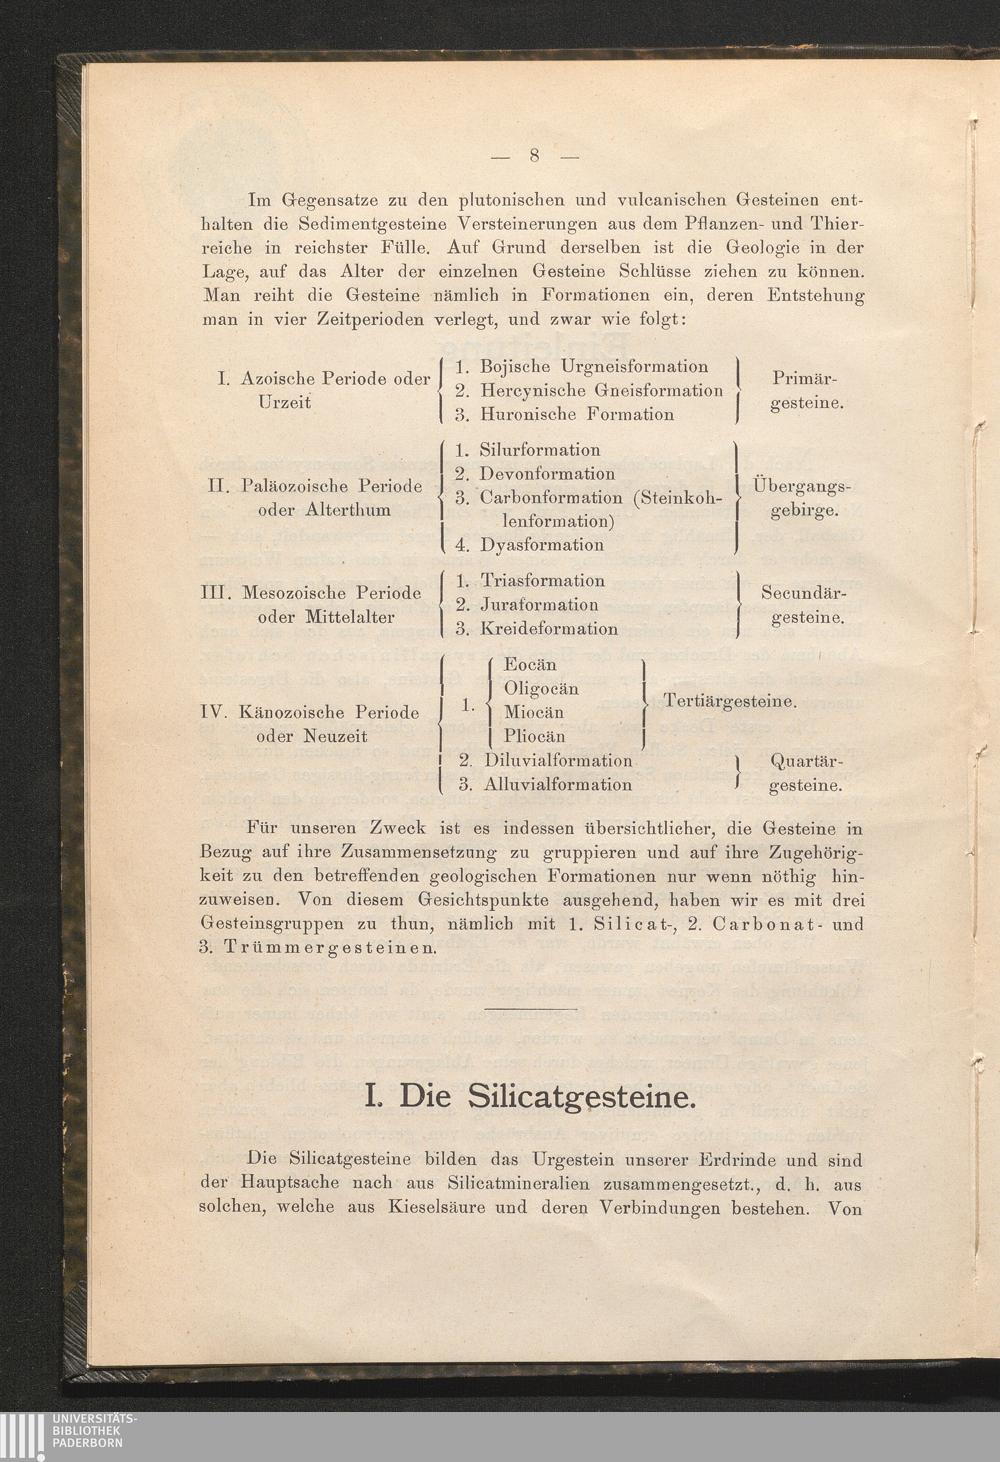 — 8 —
Im Gegensatze zu den plutonischen und vulcanischen Gesteinen ent-
halten die Sedimentgesteine Versteinerungen aus dem Pflanzen- und Thier-
reiche in reichster Fülle. Auf Grund derselben ist die Geologie in der
Lage, auf das Alter der einzelnen Gesteine Schlüsse ziehen zu können.
Man reiht die Gesteine nämlich in Formationen ein, deren Entstehung
man in vier Zeitperioden verlegt, und zwar wie folgt:
I. Azoische Periode oder
Urzeit
1. Bojische Urgneisformation
2. Hercynische Gneisformation
3. Huronische Formation
Primär-
gesteine.
II. Paläozoische Periode
oder Alterthum
1. Silurformation
2. Devonformation
3. Carbonformation (Steinkoh-
lenformation)
4. Dyasformation
Übergangs-
gebirge.
III. Mesozoische Periode
oder Mittelalter
1. Triasformation
2. Juraformation
3. Kreideformation
Secundär-
gesteine.
IV. Känozoische Periode
oder Neuzeit
1.
Eocän
Oligocän
Miocän
Pliocän
Tertiärgesteine.
2. Diluvialformation
3. Alluvialformation
Quartär-
gesteine.
Für unseren Zweck ist es indessen übersichtlicher, die Gesteine in
Bezug auf ihre Zusammensetzung zu gruppieren und auf ihre Zugehörig-
keit zu den betreffenden geologischen Formationen nur wenn nöthig hin-
zuweisen. Von diesem Gesichtspunkte ausgehend, haben wir es mit drei
Gesteinsgruppen zu thun, nämlich mit 1. Silicat-, 2. Carbonat- und
3. Trümmergesteinen.
I. Die Silicatgesteine.
Die Silicatgesteine bilden das Urgestein unserer Erdrinde und sind
der Hauptsache nach aus Silicatmineralien zusammengesetzt., d. h. aus
solchen, welche aus Kieselsäure und deren Verbindungen bestehen. Von
UNIVERSITÄTS-
BIBLIOTHEK
PADERBORN